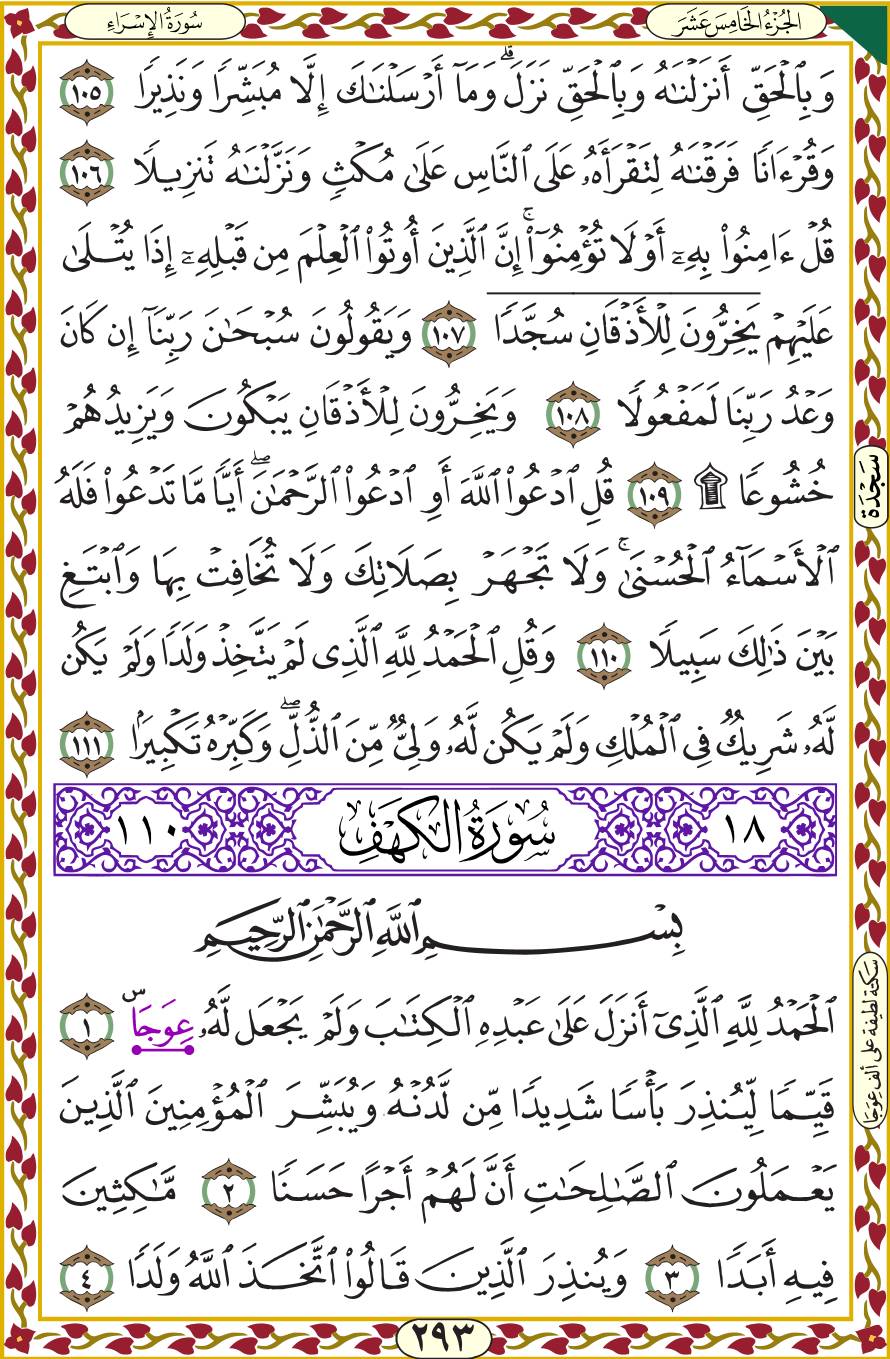 الجُزْءُ الخَامِسَ عَشَرَ
سُورَةُ الإِسْرَاءِ
وَبِٱلْحَقِّ أَنزَلْنَٰهُ وَبِٱلْحَقِّ نَزَلَ ۗ وَمَآ أَرْسَلْنَٰكَ إِلَّا مُبَشِّرًا وَنَذِيرًا ١٠٥
وَقُرْءَانًا فَرَقْنَٰهُ لِتَقْرَأَهُۥ عَلَى ٱلنَّاسِ عَلَىٰ مُكْثٍ وَنَزَّلْنَٰهُ تَنزِيلًا ١٠٦
قُلْ ءَامِنُوا۟ بِهِۦٓ أَوْ لَا تُؤْمِنُوٓا۟ ۚ إِنَّ ٱلَّذِينَ أُوتُوا۟ ٱلْعِلْمَ مِن قَبْلِهِۦٓ إِذَا يُتْلَىٰ
عَلَيْهِمْ يَخِرُّونَ لِلْأَذْقَانِ سُجَّدًا ١٠٧ وَيَقُولُونَ سُبْحَٰنَ رَبِّنَآ إِن كَانَ
وَعْدُ رَبِّنَا لَمَفْعُولًا ١٠٨ وَيَخِرُّونَ لِلْأَذْقَانِ يَبْكُونَ وَيَزِيدُهُمْ
خُشُوعًا ۩ ١٠٩ قُلِ ٱدْعُوا۟ ٱللَّهَ أَوِ ٱدْعُوا۟ ٱلرَّحْمَٰنَ ۖ أَيًّا مَّا تَدْعُوا۟ فَلَهُ
ٱلْأَسْمَآءُ ٱلْحُسْنَىٰ ۚ وَلَا تَجْهَرْ بِصَلَاتِكَ وَلَا تُخَافِتْ بِهَا وَٱبْتَغِ
بَيْنَ ذَٰلِكَ سَبِيلًا ١١٠ وَقُلِ ٱلْحَمْدُ لِلَّهِ ٱلَّذِى لَمْ يَتَّخِذْ وَلَدًا وَلَمْ يَكُن
لَّهُۥ شَرِيكٌ فِى ٱلْمُلْكِ وَلَمْ يَكُن لَّهُۥ وَلِىٌّ مِّنَ ٱلذُّلِّ ۖ وَكَبِّرْهُ تَكْبِيرًۢا ١١١
سَجْدَة
١٨ سُورَةُ الكَهْفِ ١١٠
بِسْمِ ٱللَّهِ ٱلرَّحْمَٰنِ ٱلرَّحِيمِ
ٱلْحَمْدُ لِلَّهِ ٱلَّذِىٓ أَنزَلَ عَلَىٰ عَبْدِهِ ٱلْكِتَٰبَ وَلَمْ يَجْعَل لَّهُۥ عِوَجَاۜ ١
قَيِّمًا لِّيُنذِرَ بَأْسًا شَدِيدًا مِّن لَّدُنْهُ وَيُبَشِّرَ ٱلْمُؤْمِنِينَ ٱلَّذِينَ
يَعْمَلُونَ ٱلصَّٰلِحَٰتِ أَنَّ لَهُمْ أَجْرًا حَسَنًا ٢ مَّٰكِثِينَ
فِيهِ أَبَدًا ٣ وَيُنذِرَ ٱلَّذِينَ قَالُوا۟ ٱتَّخَذَ ٱللَّهُ وَلَدًا ٤
سكتة لطيفة على ألف عِوَجَا
٢٩٣